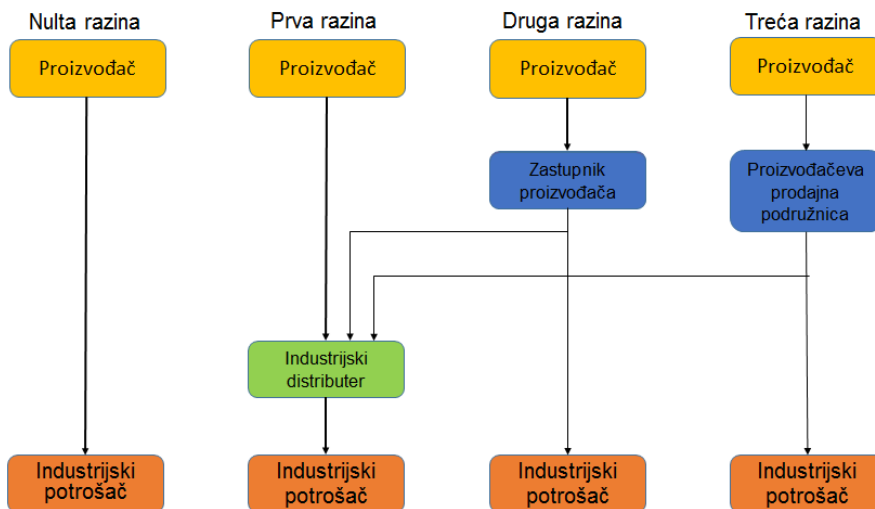 Nulta razina
Prva razina
Druga razina
Treća razina
Proizvođač
Proizvođač
Proizvođač
Proizvođač
Zastupnik
proizvođača
Proizvođačeva
prodajna
podružnica
Industrijski
distributer
Industrijski
potrošač
Industrijski
potrošač
Industrijski
potrošač
Industrijski
potrošač